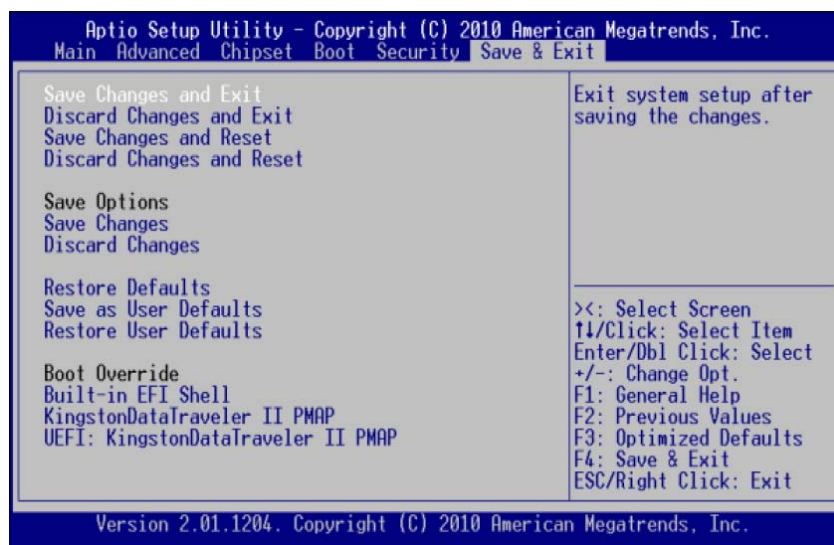 Aptio Setup Utility - Copyright (C) 2010 American Megatrends, Inc.
Main Advanced Chipset Boot Security Save & Exit
Save Changes and Exit
Discard Changes and Exit
Save Changes and Reset
Discard Changes and Reset
Save Options
Save Changes
Discard Changes
Restore Defaults
Save as User Defaults
Restore User Defaults
Boot Override
Built-in EFI Shell
KingstonDataTraveler II PMAP
UEFI: KingstonDataTraveler II PMAP
Exit system setup after
saving the changes.
><: Select Screen
↑↓/Click: Select Item
Enter/Dbl Click: Select
+/-: Change Opt.
F1: General Help
F2: Previous Values
F3: Optimized Defaults
F4: Save & Exit
ESC/Right Click: Exit
Version 2.01.1204. Copyright (C) 2010 American Megatrends, Inc.